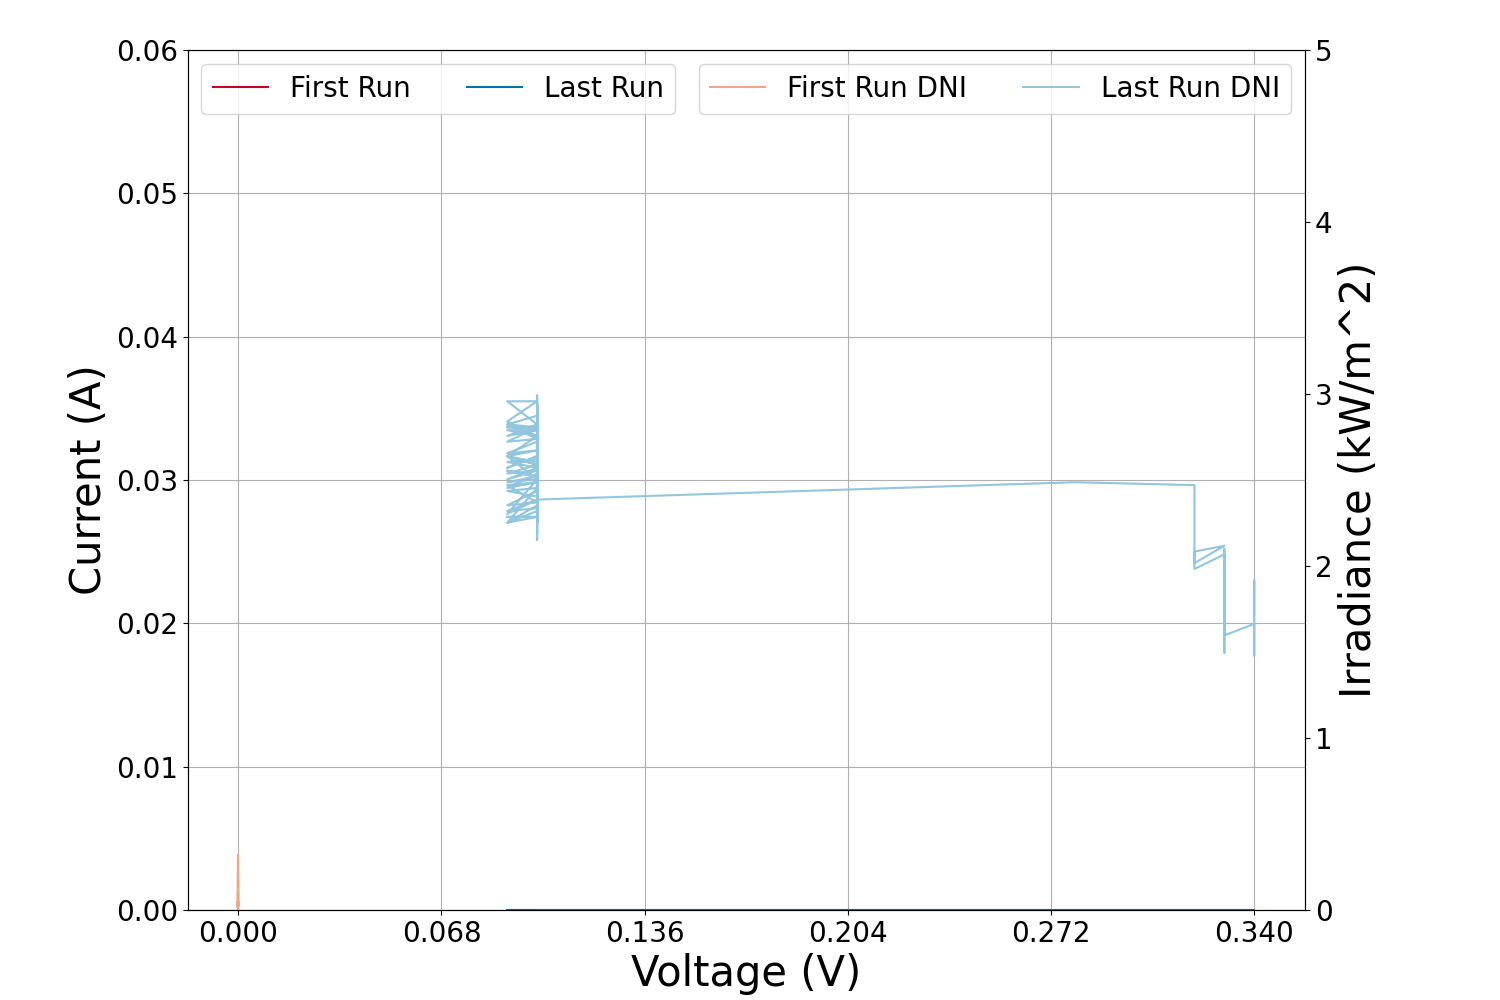 First Run
Last Run
First Run DNI
Last Run DNI
0.06
0.05
0.04
0.03
0.02
0.01
0.00
Current (A)
5
4
3
2
1
0
Irradiance (kW/m^2)
0.000 0.068 0.136 0.204 0.272 0.340
Voltage (V)